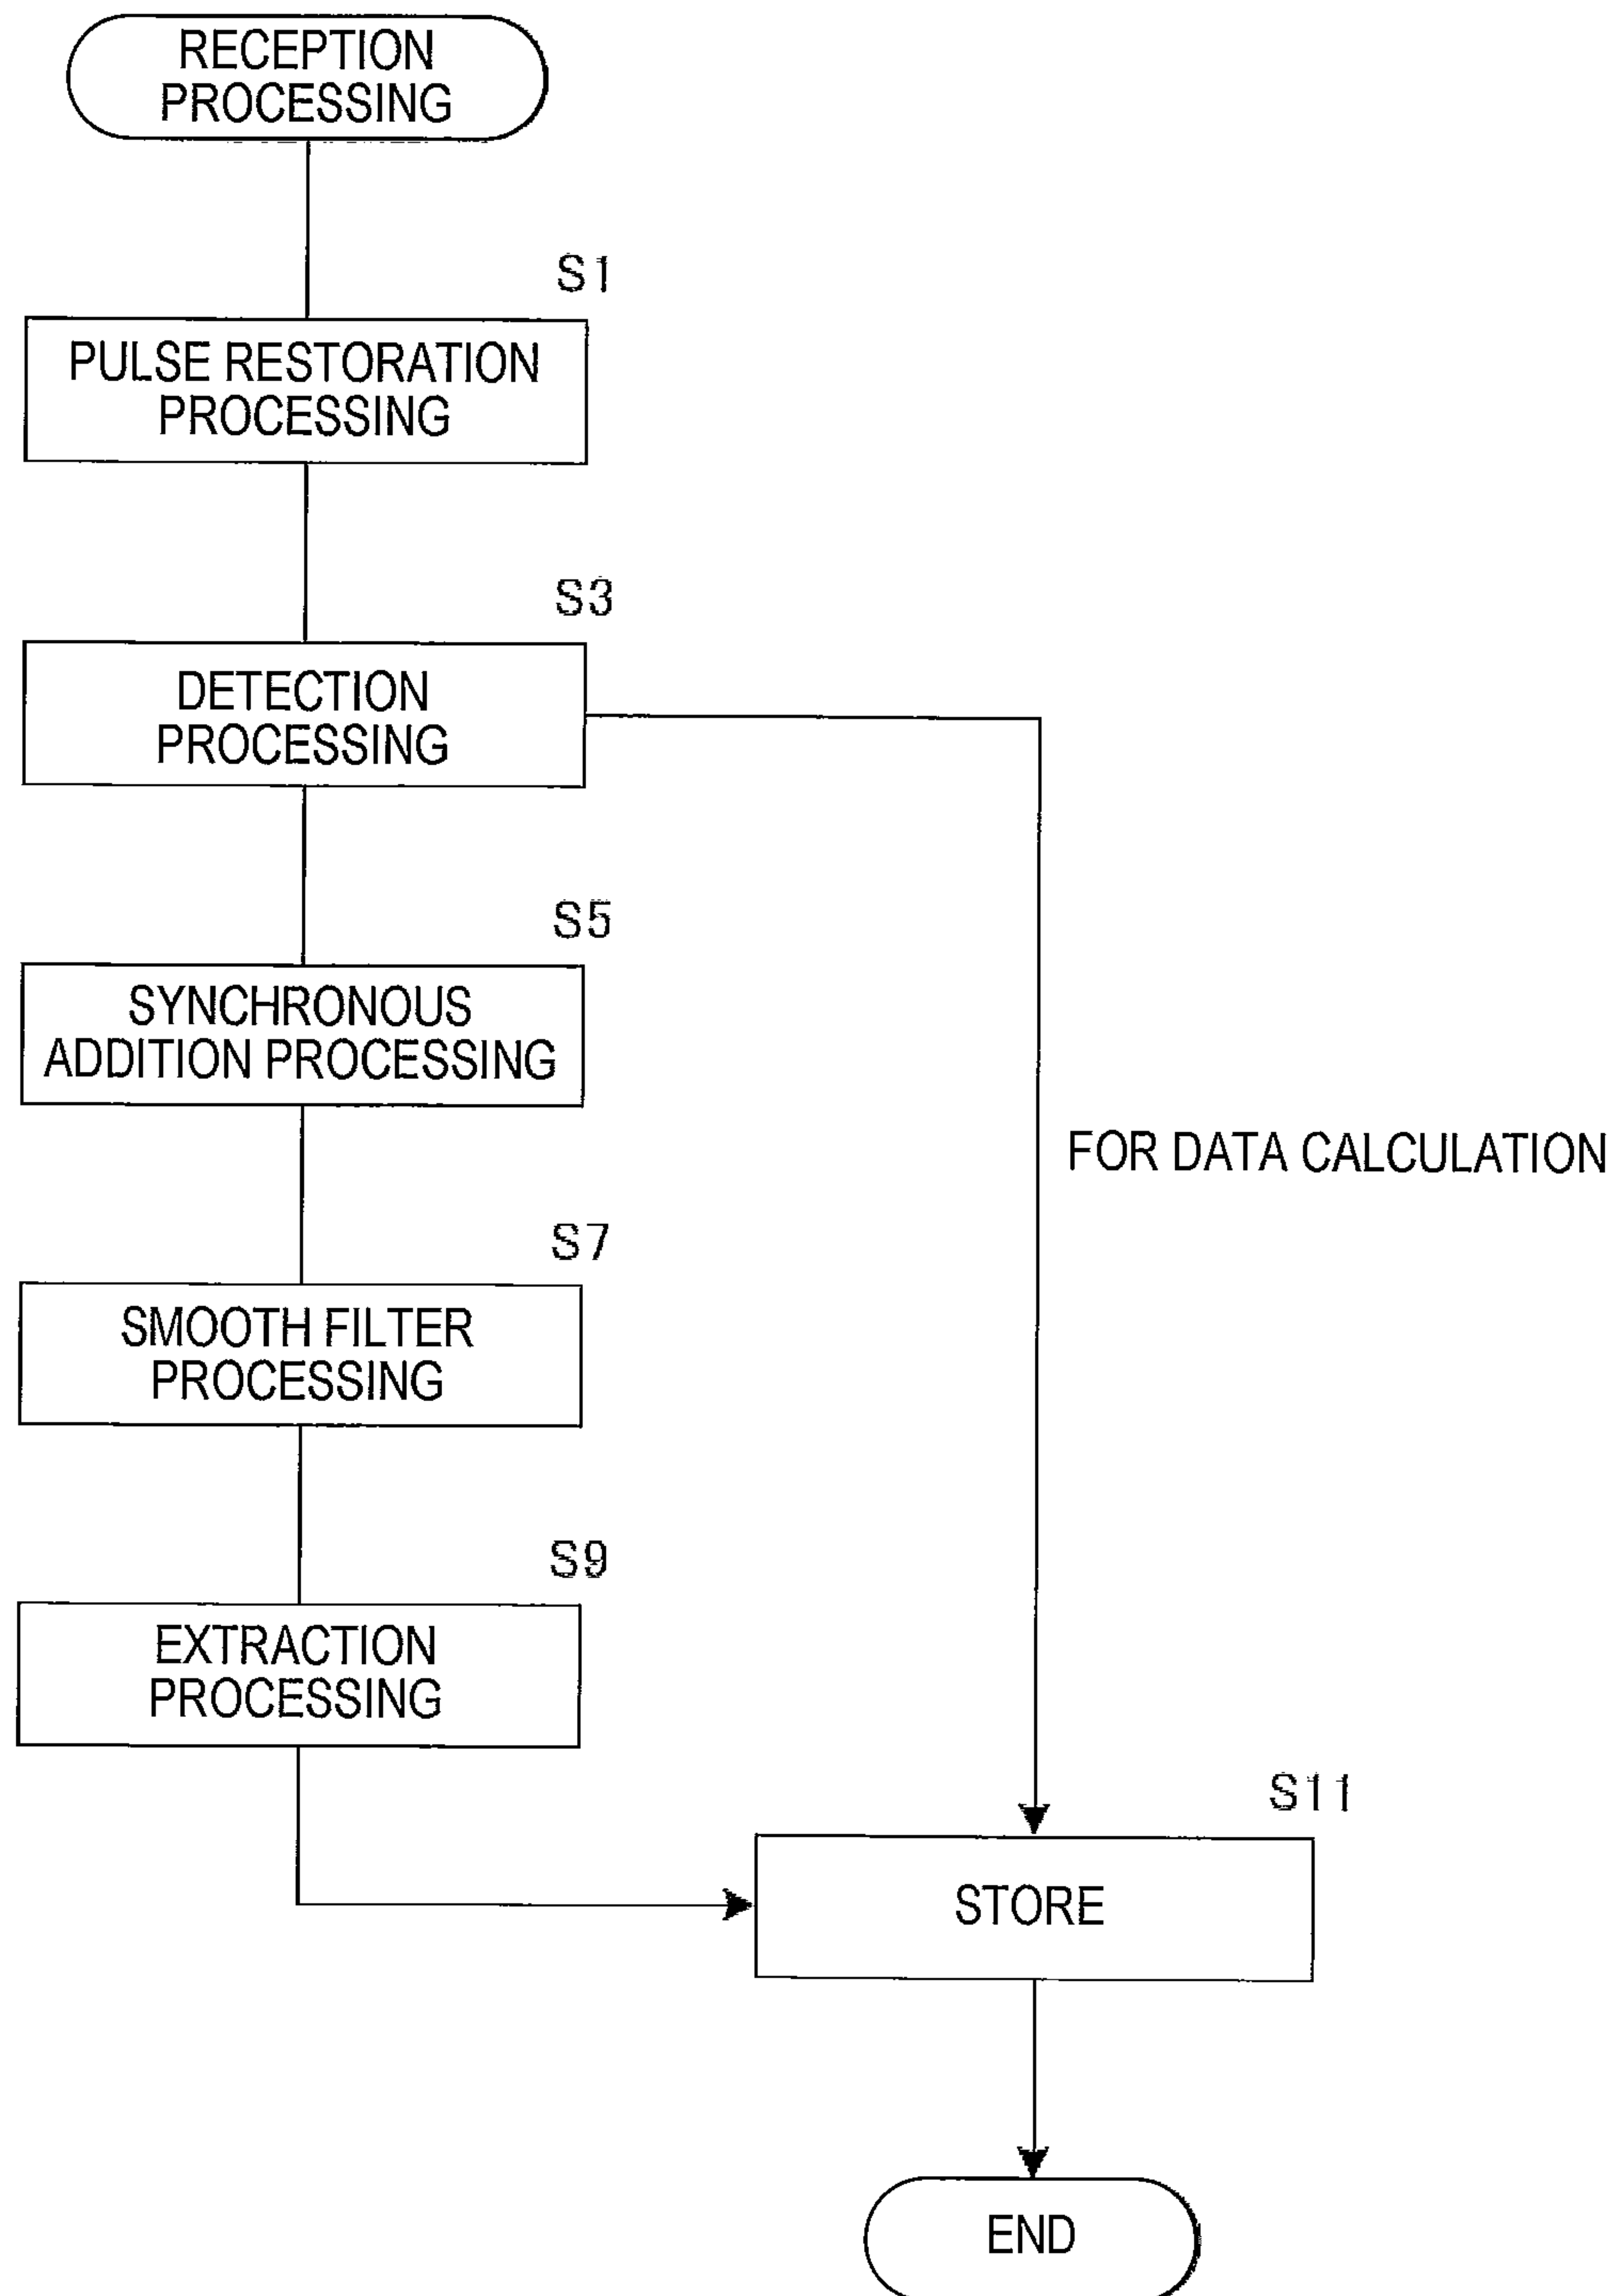 RECEPTION
PROCESSING
S1
PULSE RESTORATION
PROCESSING
S3
DETECTION
PROCESSING
S5
SYNCHRONOUS
ADDITION PROCESSING
FOR DATA CALCULATION
S7
SMOOTH FILTER
PROCESSING
S9
EXTRACTION
PROCESSING
S11
STORE
END